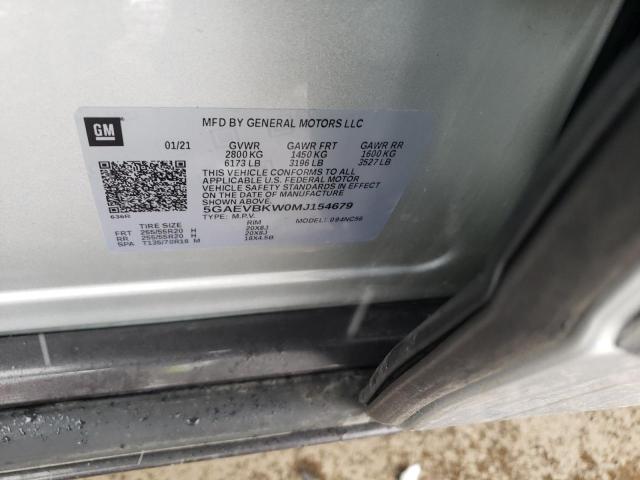 GM
MFD BY GENERAL MOTORS LLC
01/21 GVWR GAWR FRT GAWR RR
2800 KG 1450 KG 1600 KG
6173 LB 3196 LB 3527 LB
THIS VEHICLE CONFORMS TO ALL
APPLICABLE U.S. FEDERAL MOTOR
VEHICLE SAFETY STANDARDS IN EFFECT
ON THE DATE OF MANUFACTURE
SHOWN ABOVE.
5GAEVBKW0MJ154679
636R TYPE: M.P.V. MODEL: 094NC56
TIRE SIZE RIM
FRT 255/55R20 H 20X8J
RR 255/55R20 H 20X8J
SPA T135/70R18 M 18X4.5B